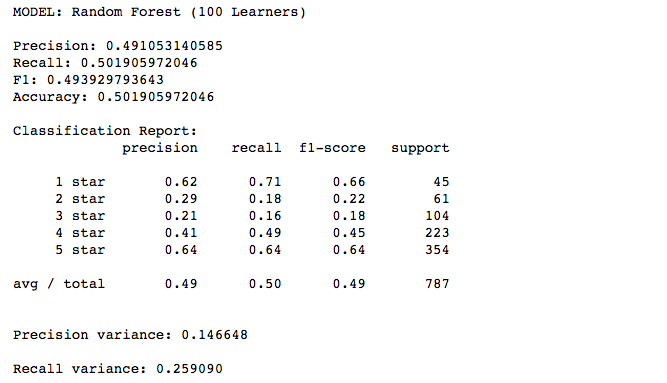 MODEL: Random Forest (100 Learners)
Precision: 0.491053140585
Recall: 0.501905972046
F1: 0.493929793643
Accuracy: 0.501905972046
Classification Report:
precision recall f1-score support
1 star 0.62 0.71 0.66 45
2 star 0.29 0.18 0.22 61
3 star 0.21 0.16 0.18 104
4 star 0.41 0.49 0.45 223
5 star 0.64 0.64 0.64 354
avg / total 0.49 0.50 0.49 787
Precision variance: 0.146648
Recall variance: 0.259090